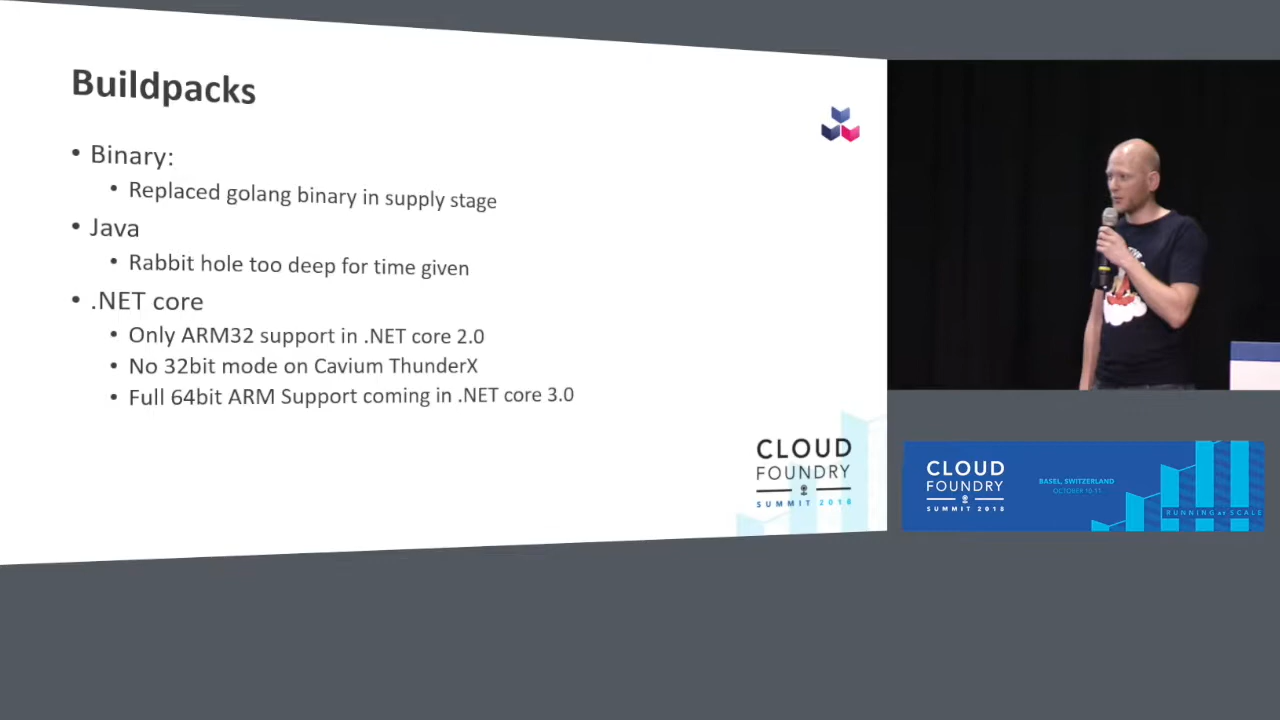 Buildpacks
• Binary:
• Replaced golang binary in supply stage
• Java
• Rabbit hole too deep for time given
• .NET core
• Only ARM32 support in .NET core 2.0
• No 32bit mode on Cavium ThunderX
• Full 64bit ARM Support coming in .NET core 3.0
CLOUD
FOUNDRY
SUMMIT 2018
CLOUD
FOUNDRY
SUMMIT 2018
BASEL, SWITZERLAND
OCTOBER 10-11
RUNNING AT SCALE